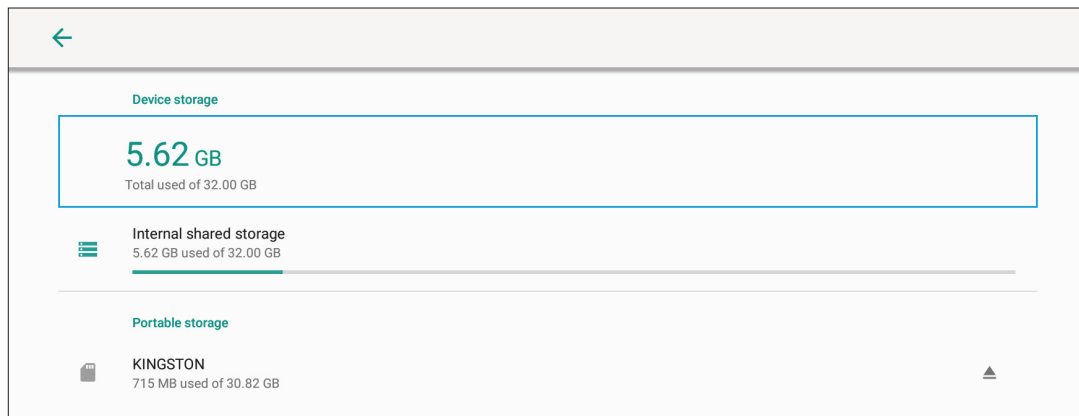 Device storage
5.62 GB
Total used of 32.00 GB
Internal shared storage
5.62 GB used of 32.00 GB
Portable storage
KINGSTON
715 MB used of 30.82 GB